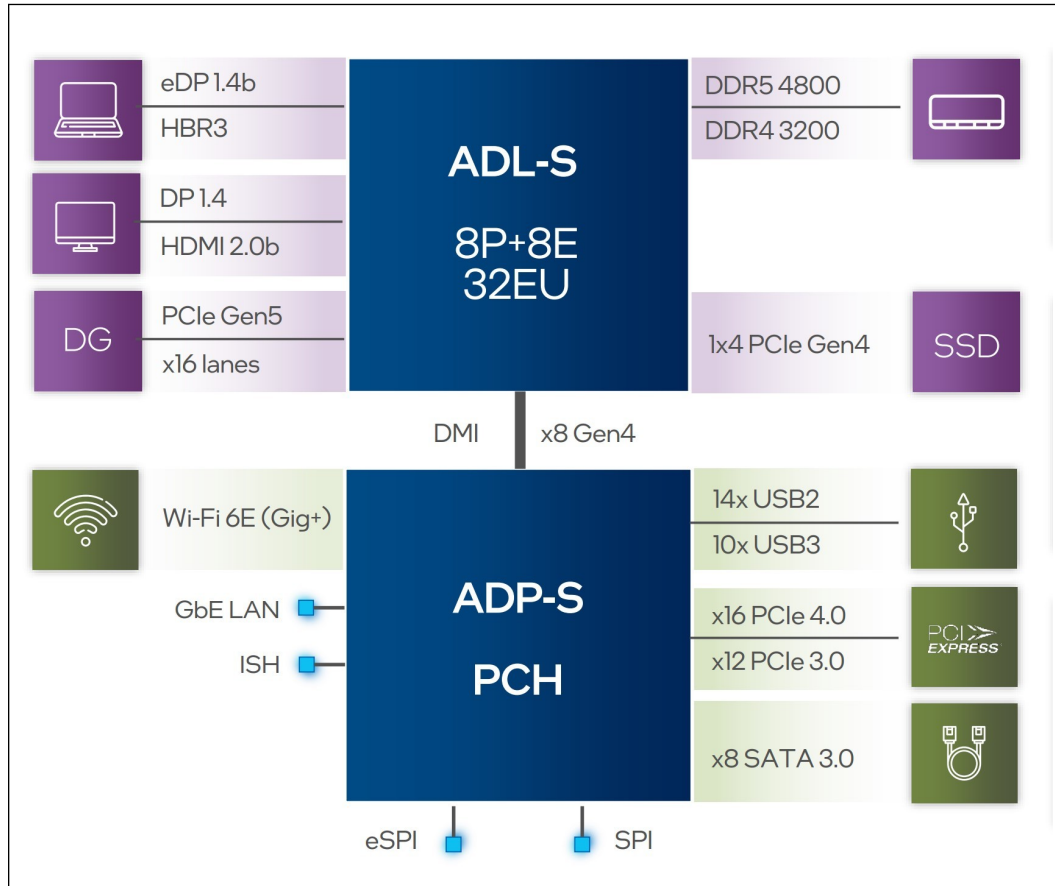 eDP 1.4b
HBR3
DP 1.4
HDMI 2.0b
DG
PCIe Gen5
x16 lanes
ADL-S
8P+8E
32EU
DDR5 4800
DDR4 3200
1x4 PCIe Gen4
SSD
DMI
x8 Gen4
Wi-Fi 6E (Gig+)
GbE LAN
ISH
ADP-S
PCH
14x USB2
10x USB3
x16 PCIe 4.0
x12 PCIe 3.0
PCI
EXPRESS
x8 SATA 3.0
eSPI
SPI